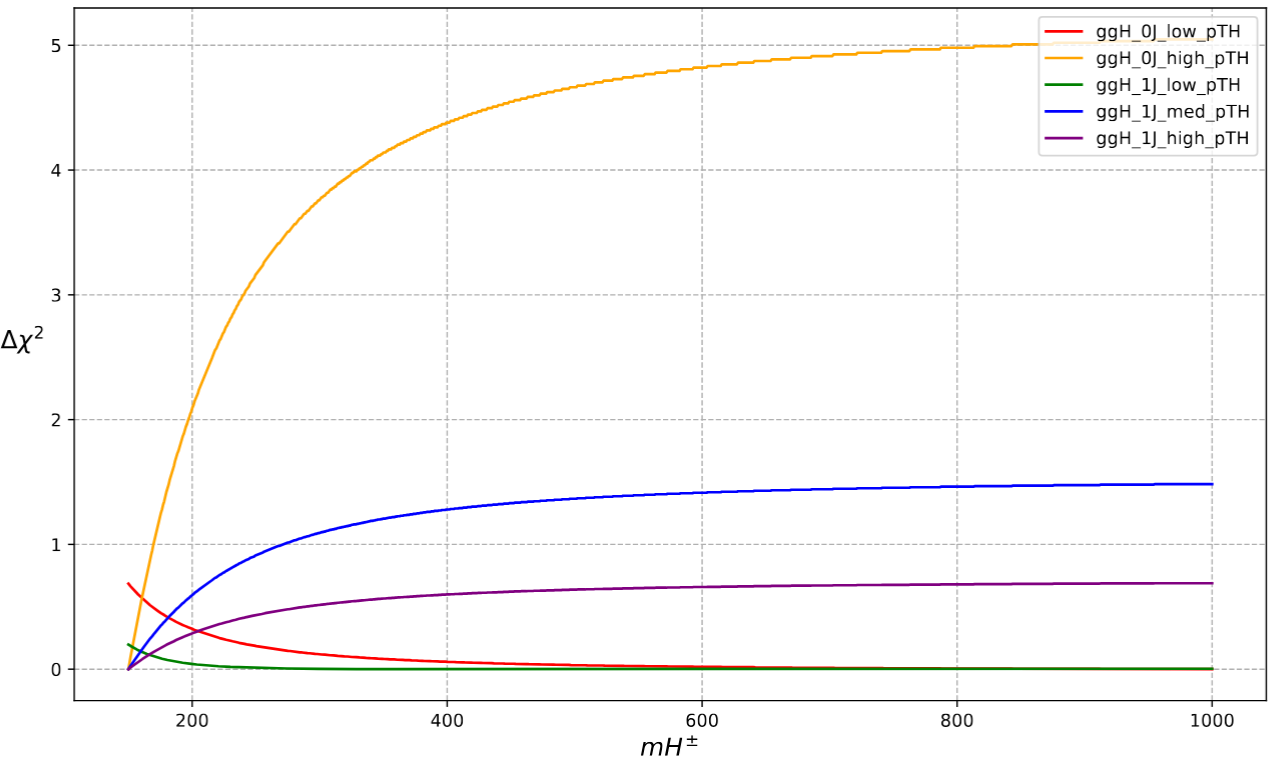 ggH_0J_low_pTH
ggH_0J_high_pTH
ggH_1J_low_pTH
ggH_1J_med_pTH
ggH_1J_high_pTH
5
4
3
2
1
0
Δχ²
200 400 600 800 1000
mH±